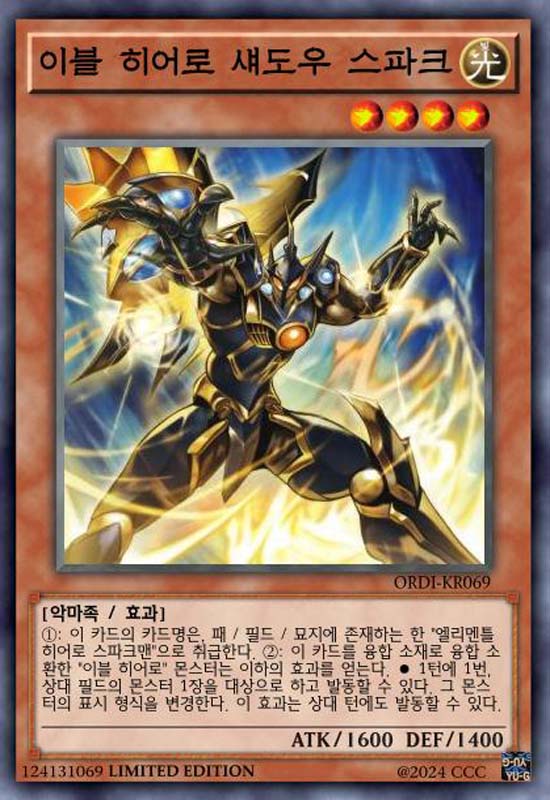 이블 히어로 섀도우 스파크
光
ORDI-KR069
[악마족 / 효과]
①: 이 카드의 카드명은, 패 / 필드 / 묘지에 존재하는 한 "엘리멘틀
히어로 스파크맨"으로 취급한다. ②: 이 카드를 융합 소재로 융합 소
환한 "이블 히어로" 몬스터는 이하의 효과를 얻는다. ● 1턴에 1번,
상대 필드의 몬스터 1장을 대상으로 하고 발동할 수 있다. 그 몬스
터의 표시 형식을 변경한다. 이 효과는 상대 턴에도 발동할 수 있다.
ATK/1600 DEF/1400
124131069 LIMITED EDITION
@2024 CCC